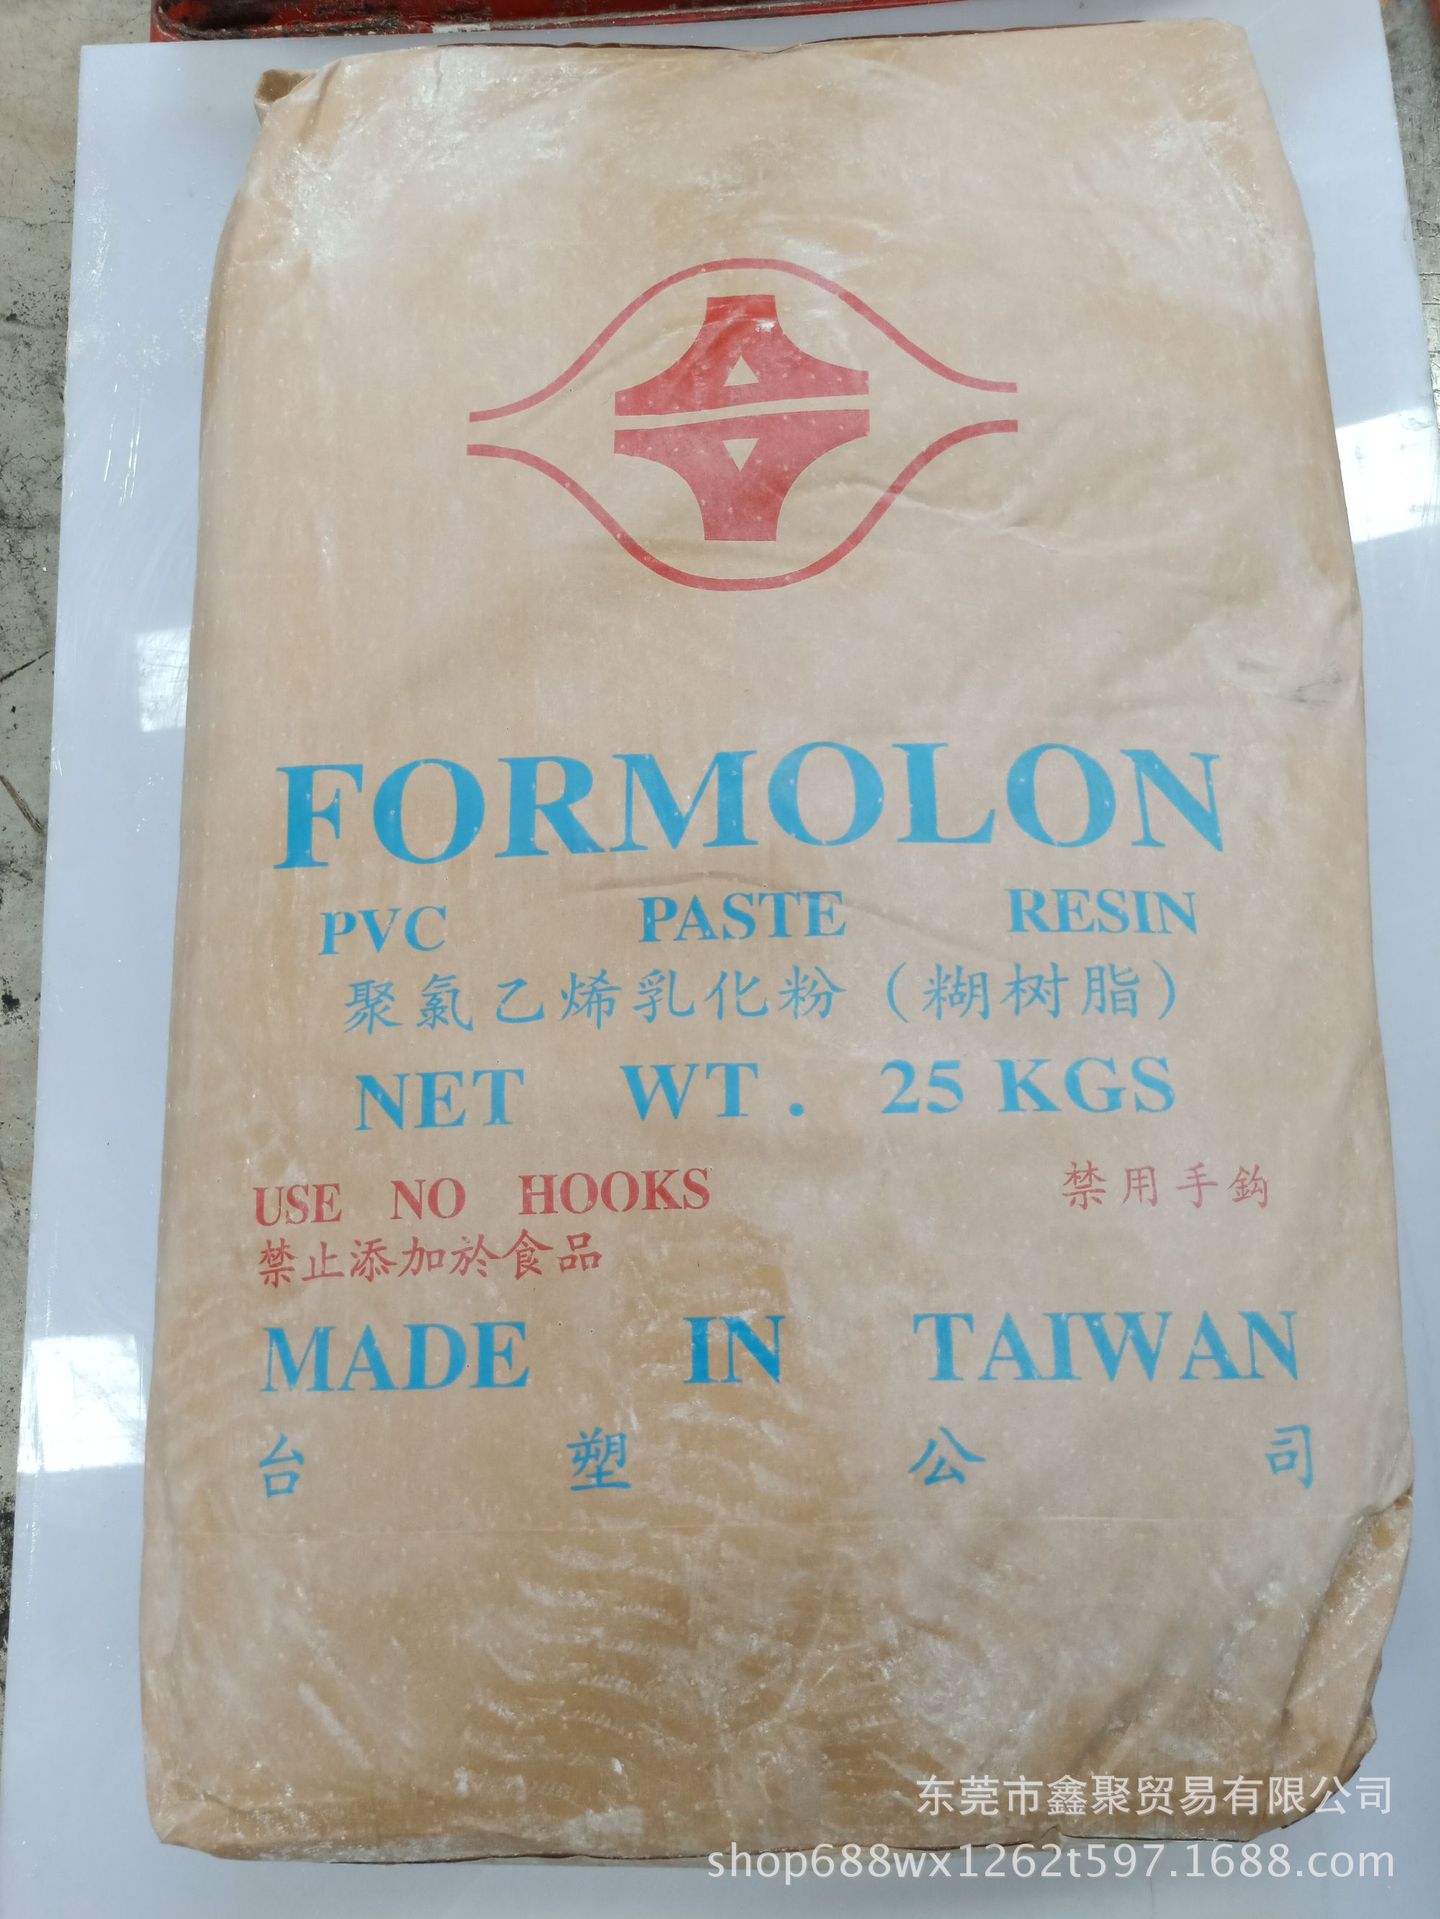 FORMOLON
PVC PASTE RESIN
聚氯乙烯乳化粉（糊树脂）
NET WT. 25 KGS
USE NO HOOKS 禁用手鈎
禁止添加於食品
MADE IN TAIWAN
台塑公司
东莞市鑫聚贸易有限公司
shop688wx1262t597.1688.com